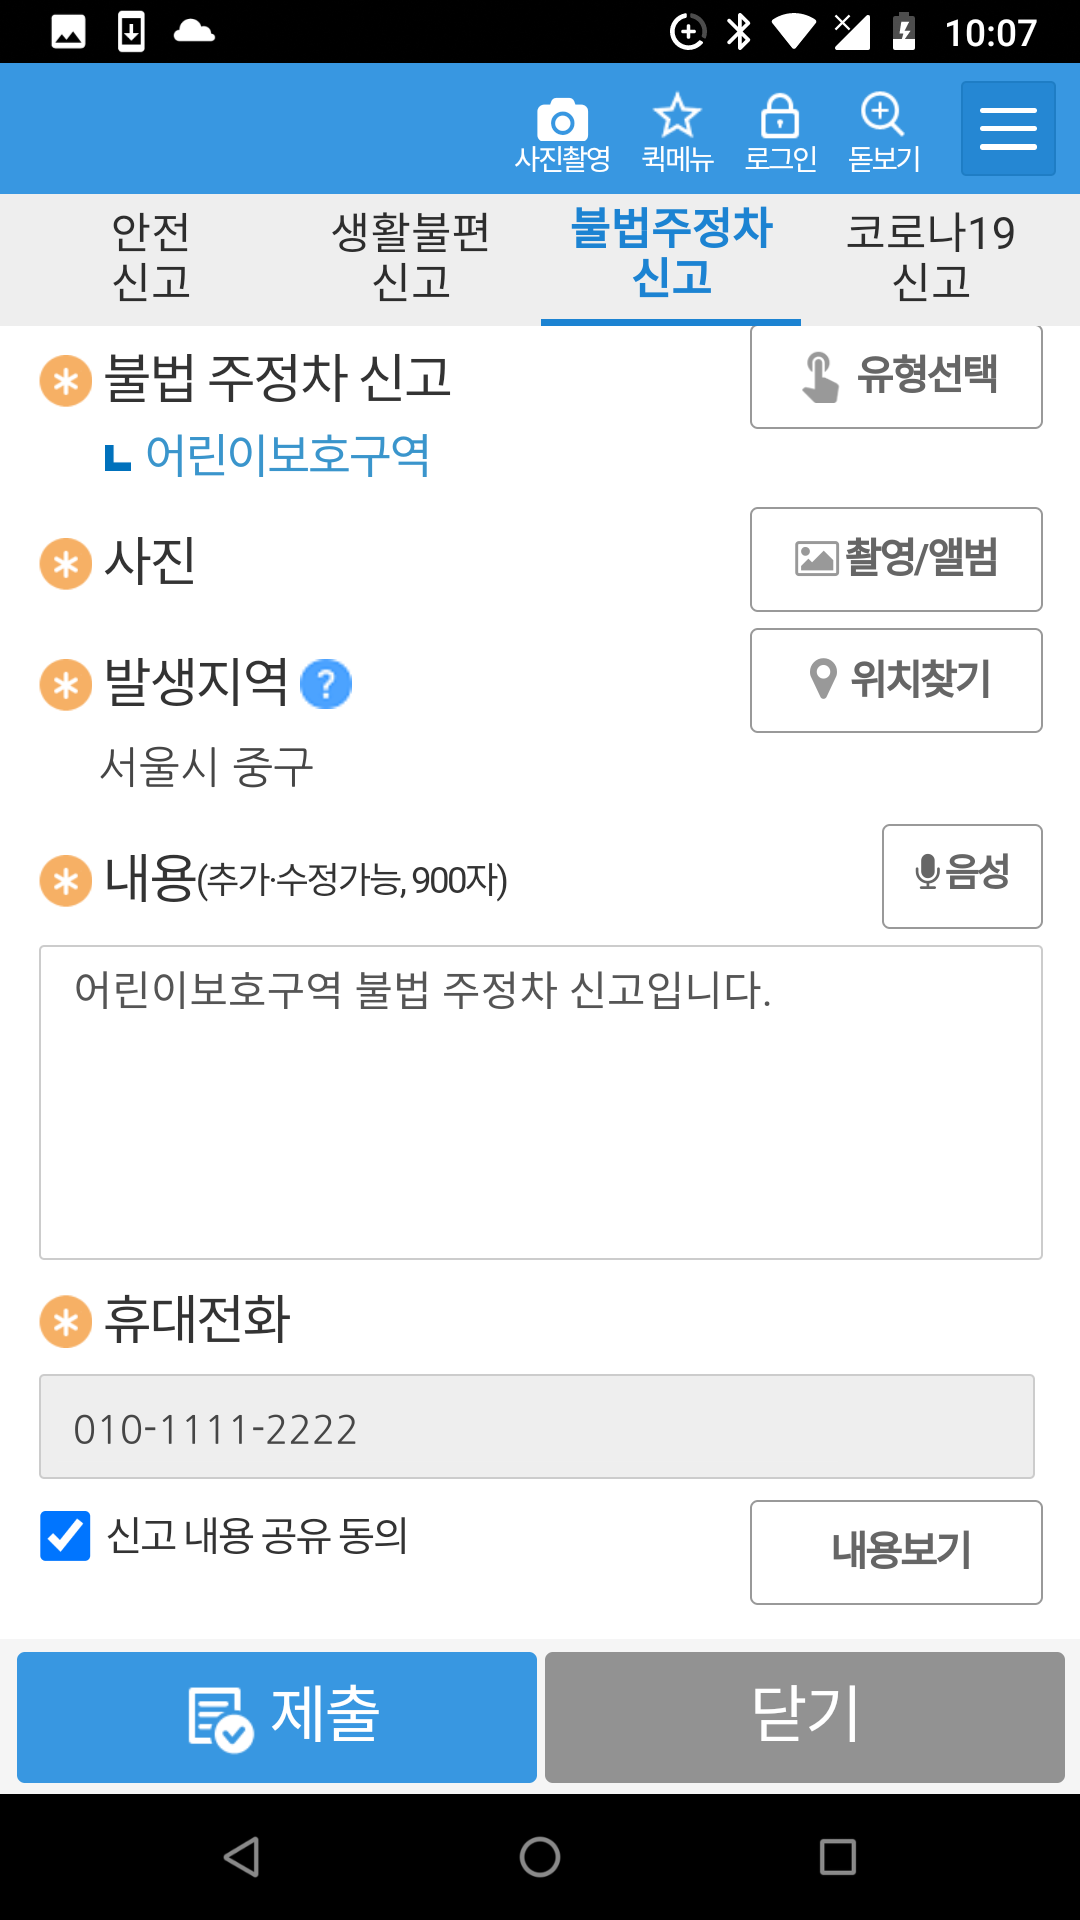 10:07
사진촬영 퀵메뉴 로그인 돋보기
안전 신고
생활불편 신고
불법주정차 신고
코로나19 신고
불법 주정차 신고 유형선택
어린이보호구역
사진 촬영/앨범
발생지역 ? 위치찾기
서울시 중구
내용(추가·수정가능, 900자) 음성
어린이보호구역 불법 주정차 신고입니다.
휴대전화
010-1111-2222
신고 내용 공유 동의 내용보기
제출 닫기